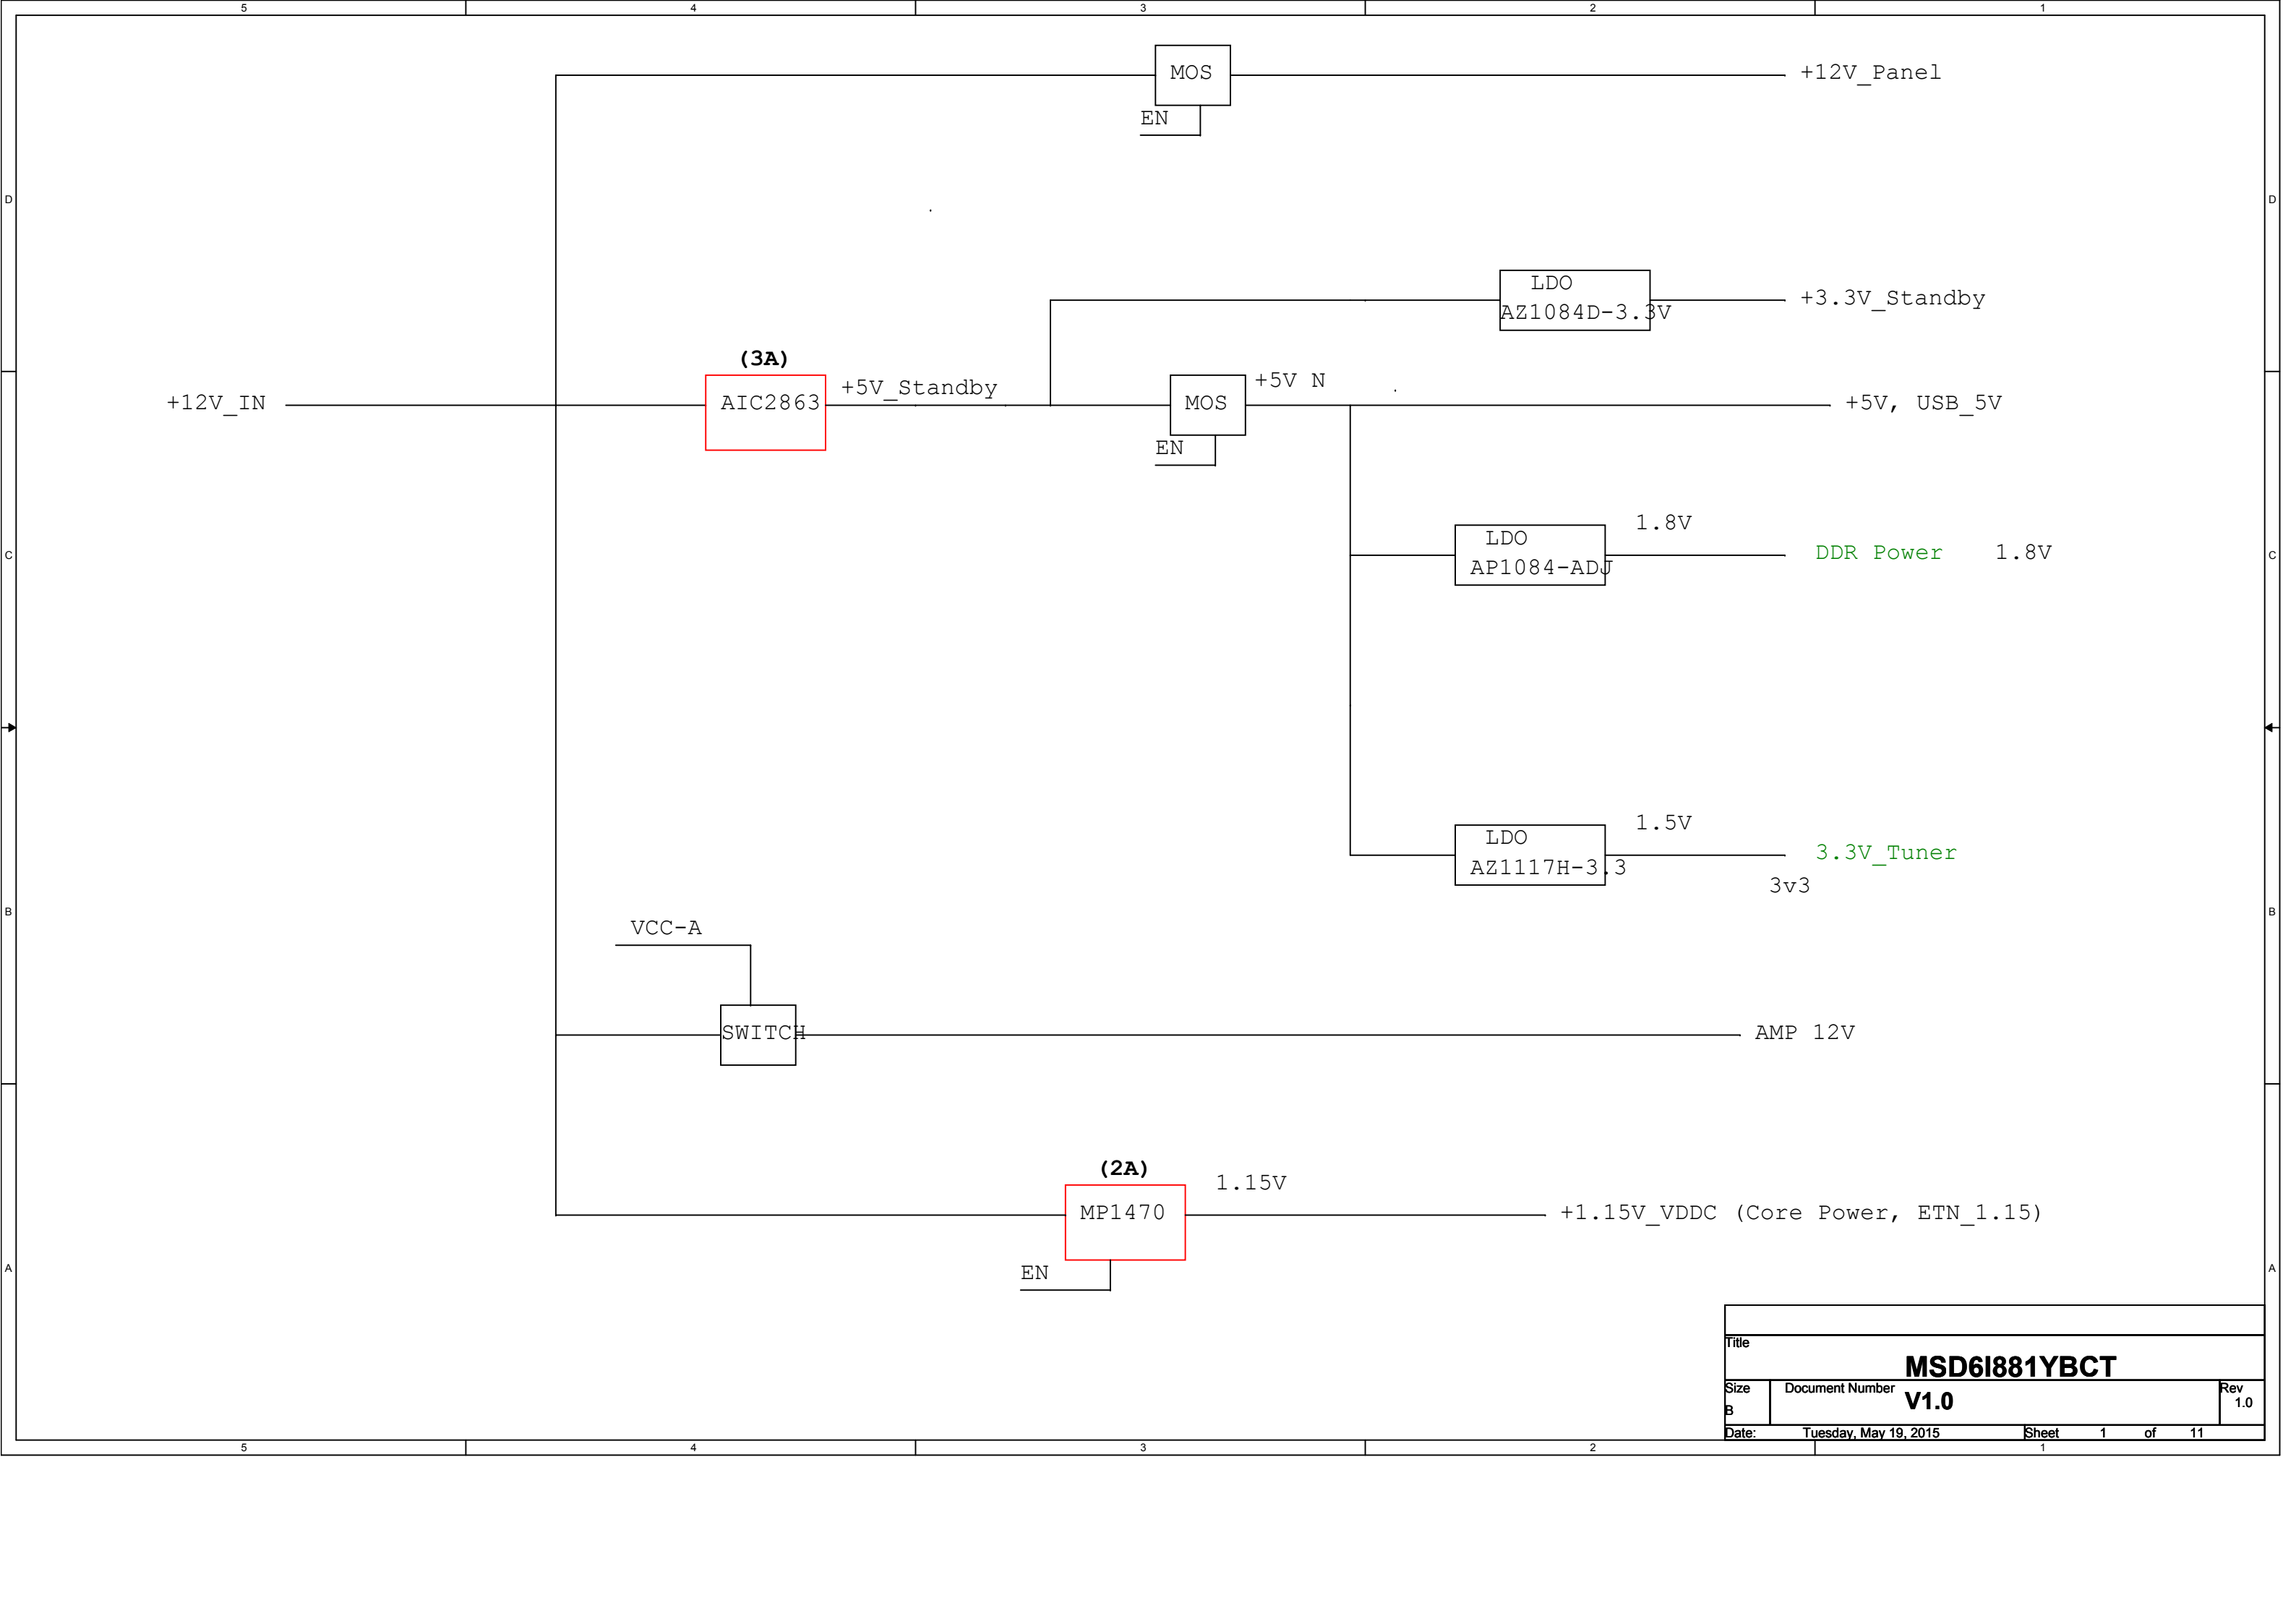 5 4 3 2 1
MOS
+12V_Panel
EN
D D
LDO
AZ1084D-3.3V
+3.3V_Standby
(3A)
+12V_IN
AIC2863
+5V_Standby
MOS
+5V N
+5V, USB_5V
EN
1.8V
C C
LDO
AP1084-ADJ
DDR Power 1.8V
1.5V
LDO
AZ1117H-3.3
3.3V_Tuner
3v3
B B
VCC-A
SWITCH
AMP 12V
(2A)
1.15V
MP1470
+1.15V_VDDC (Core Power, ETN_1.15)
EN
A A
Title
MSD6I881YBCT
Size
B
Document Number
V1.0
Rev
1.0
Date: Tuesday, May 19, 2015 Sheet 1 of 11
5 4 3 2 1